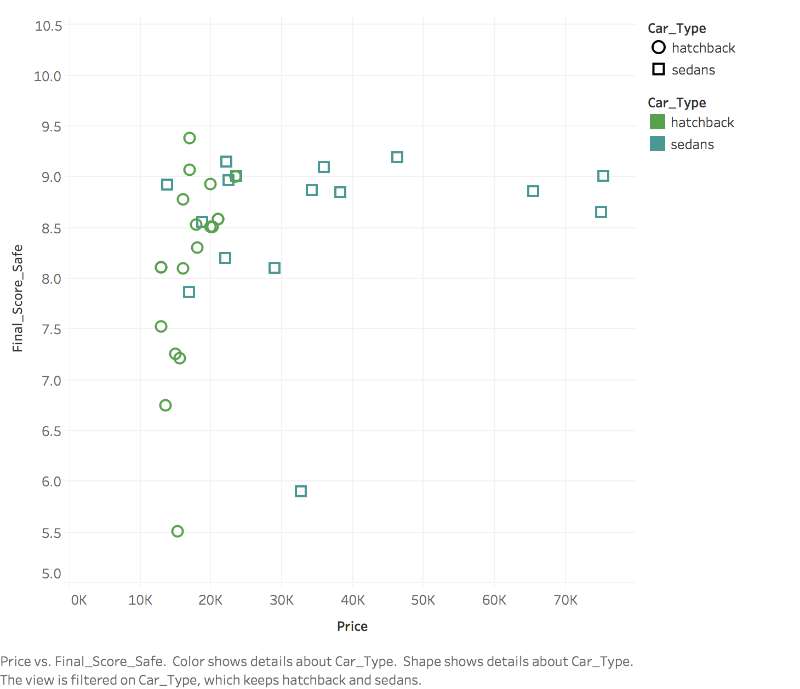 10.5
10.0
9.5
9.0
8.5
8.0
7.5
7.0
6.5
6.0
5.5
5.0
Final_Score_Safe
0K 10K 20K 30K 40K 50K 60K 70K
Price
Car_Type
hatchback
sedans
Car_Type
hatchback
sedans
Price vs. Final_Score_Safe. Color shows details about Car_Type. Shape shows details about Car_Type.
The view is filtered on Car_Type, which keeps hatchback and sedans.